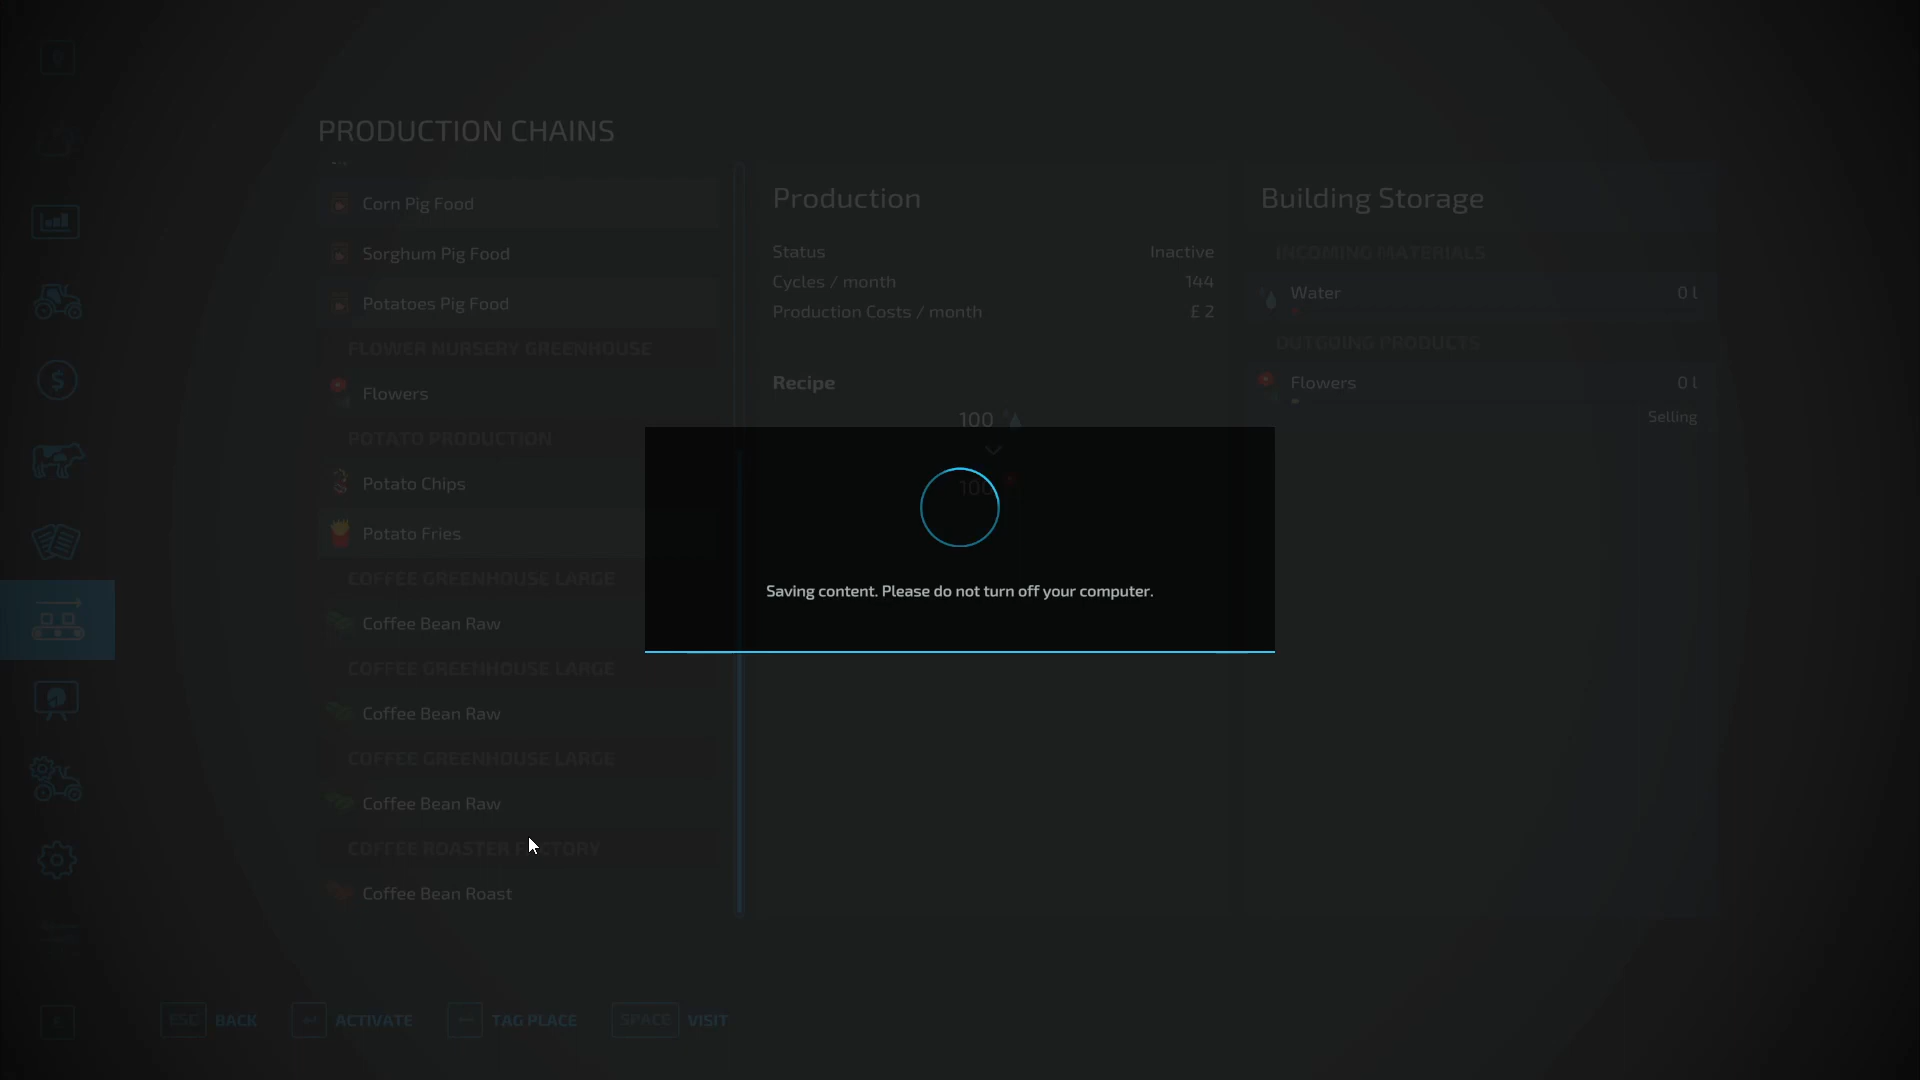 PRODUCTION CHAINS
Corn Pig Food
Sorghum Pig Food
Potatoes Pig Food
FLOWER NURSERY GREENHOUSE
Flowers
POTATO PRODUCTION
Potato Chips
Potato Fries
COFFEE GREENHOUSE LARGE
Coffee Bean Raw
COFFEE GREENHOUSE LARGE
Coffee Bean Raw
COFFEE GREENHOUSE LARGE
Coffee Bean Raw
COFFEE ROASTER FACTORY
Coffee Bean Roast
Production
Status Inactive
Cycles / month 144
Production Costs / month £ 2
Recipe
100
100
Saving content. Please do not turn off your computer.
Building Storage
INCOMING MATERIALS
Water 0 l
OUTGOING PRODUCTS
Flowers 0 l
Selling
E
ESC BACK ACTIVATE TAG PLACE SPACE VISIT